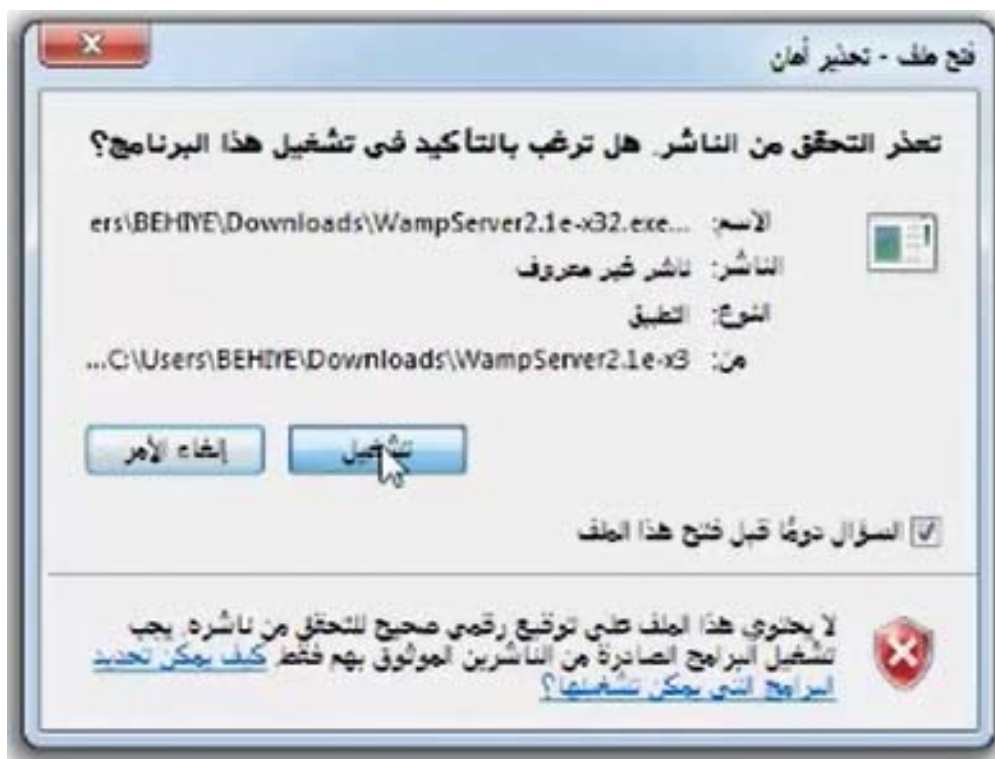 فتح ملف - تحذير أمان
تعذر التحقق من الناشر. هل ترغب بالتأكيد في تشغيل هذا البرنامج؟
الاسم: ...ers\BEHIYE\Downloads\WampServer2.1e-x32.exe
الناشر: ناشر غير معروف
النوع: التطبيق
من: C:\Users\BEHIYE\Downloads\WampServer2.1e-x3...
تشغيل
إلغاء الأمر
السؤال دومًا قبل فتح هذا الملف
لا يحتوي هذا الملف على توقيع رقمي صحيح للتحقق من ناشره. يجب
تشغيل البرامج الصادرة من الناشرين الموثوق بهم فقط كيف يمكن تحديد
البرامج التي يمكن تشغيلها؟